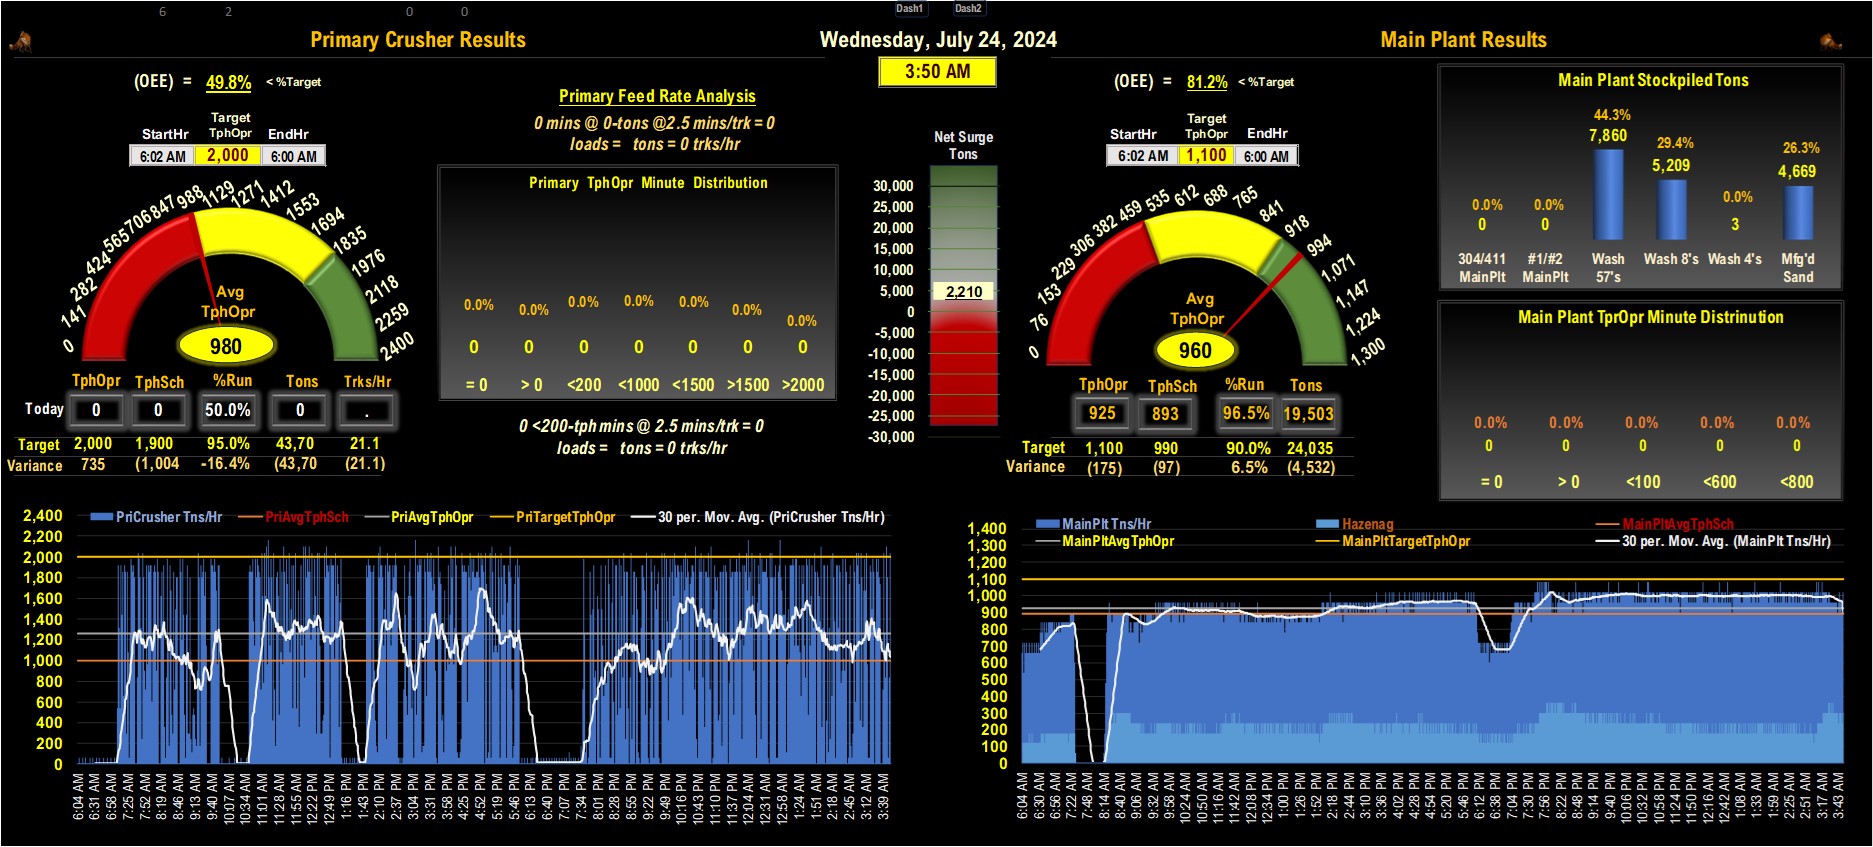 6 2 0 0 Dash1 Dash2
Primary Crusher Results
Wednesday, July 24, 2024
3:50 AM
Main Plant Results
(OEE) = 49.8% < %Target
Target
StartHr TphOpr EndHr
6:02 AM 2,000 6:00 AM
0 141 282 424 565 706 847 988 1129 1271 1412 1553 1694 1835 1976 2118 2259 2400
Avg
TphOpr
980
TphOpr TphSch %Run Tons Trks/Hr
Today 0 0 50.0% 0 .
Target 2,000 1,900 95.0% 43,70 21.1
Variance 735 (1,004 -16.4% (43,70 (21.1)
Primary Feed Rate Analysis
0 mins @ 0-tons @2.5 mins/trk = 0
loads = tons = 0 trks/hr
Primary TphOpr Minute Distribution
0.0% 0.0% 0.0% 0.0% 0.0% 0.0% 0.0%
0 0 0 0 0 0 0
= 0 > 0 <200 <1000 <1500 >1500 >2000
0 <200-tph mins @ 2.5 mins/trk = 0
loads = tons = 0 trks/hr
Net Surge
Tons
30,000
25,000
20,000
15,000
10,000
5,000
2,210
0
-5,000
-10,000
-15,000
-20,000
-25,000
-30,000
(OEE) = 81.2% < %Target
Target
StartHr TphOpr EndHr
6:02 AM 1,100 6:00 AM
0 76 153 229 306 382 459 535 612 688 765 841 918 994 1,071 1,147 1,224 1,300
Avg
TphOpr
960
TphOpr TphSch %Run Tons
925 893 96.5% 19,503
Target 1,100 990 90.0% 24,035
Variance (175) (97) 6.5% (4,532)
Main Plant Stockpiled Tons
0.0% 0.0% 44.3% 29.4% 0.0% 26.3%
0 0 7,860 5,209 3 4,669
304/411 #1/#2 Wash Wash 8's Wash 4's Mfg'd
MainPlt MainPlt 57's Sand
Main Plant TprOpr Minute Distrinution
0.0% 0.0% 0.0% 0.0% 0.0%
0 0 0 0 0
= 0 > 0 <100 <600 <800
PriCrusher Tns/Hr PriAvgTphSch PriAvgTphOpr PriTargetTphOpr 30 per. Mov. Avg. (PriCrusher Tns/Hr)
2,400
2,200
2,000
1,800
1,600
1,400
1,200
1,000
800
600
400
200
0
6:04 AM 6:31 AM 6:58 AM 7:25 AM 7:52 AM 8:19 AM 8:46 AM 9:13 AM 9:40 AM 10:07 AM 10:34 AM 11:01 AM 11:28 AM 11:55 AM 12:22 PM 12:49 PM 1:16 PM 1:43 PM 2:10 PM 2:37 PM 3:04 PM 3:31 PM 3:58 PM 4:25 PM 4:52 PM 5:19 PM 5:46 PM 6:13 PM 6:40 PM 7:07 PM 7:34 PM 8:01 PM 8:28 PM 8:55 PM 9:22 PM 9:49 PM 10:16 PM 10:43 PM 11:10 PM 11:37 PM 12:04 AM 12:31 AM 12:58 AM 1:24 AM 1:51 AM 2:18 AM 2:45 AM 3:12 AM 3:39 AM
MainPlt Tns/Hr Hazenag MainPltAvgTphSch
MainPltAvgTphOpr MainPltTargetTphOpr 30 per. Mov. Avg. (MainPlt Tns/Hr)
1,400
1,300
1,200
1,100
1,000
900
800
700
600
500
400
300
200
100
0
6:04 AM 6:30 AM 6:56 AM 7:22 AM 7:48 AM 8:14 AM 8:40 AM 9:06 AM 9:32 AM 9:58 AM 10:24 AM 10:50 AM 11:16 AM 11:42 AM 12:08 PM 12:34 PM 1:00 PM 1:26 PM 1:52 PM 2:18 PM 2:44 PM 3:10 PM 3:36 PM 4:02 PM 4:28 PM 4:54 PM 5:20 PM 5:46 PM 6:12 PM 6:38 PM 7:04 PM 7:30 PM 7:56 PM 8:22 PM 8:48 PM 9:14 PM 9:40 PM 10:06 PM 10:32 PM 10:58 PM 11:24 PM 11:50 PM 12:16 AM 12:42 AM 1:08 AM 1:33 AM 1:59 AM 2:25 AM 2:51 AM 3:17 AM 3:43 AM